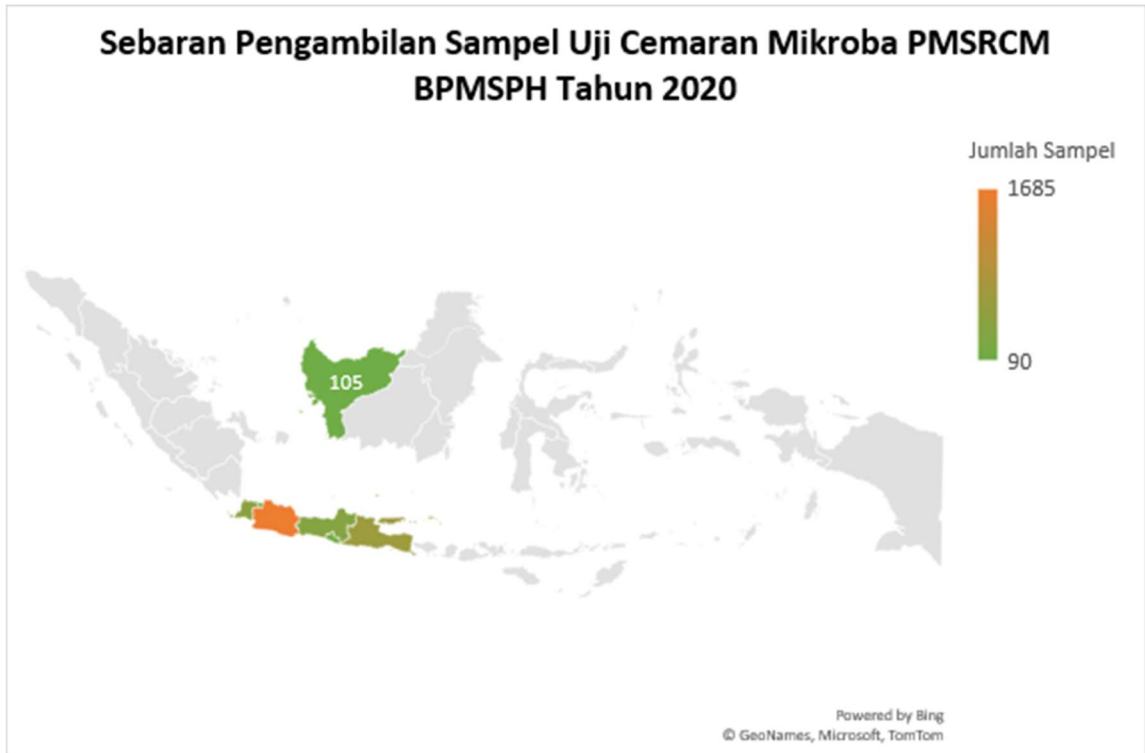 Sebaran Pengambilan Sampel Uji Cemaran Mikroba PMSRCM
BPMSPH Tahun 2020
Jumlah Sampel
1685
90
105
Powered by Bing
© GeoNames, Microsoft, TomTom